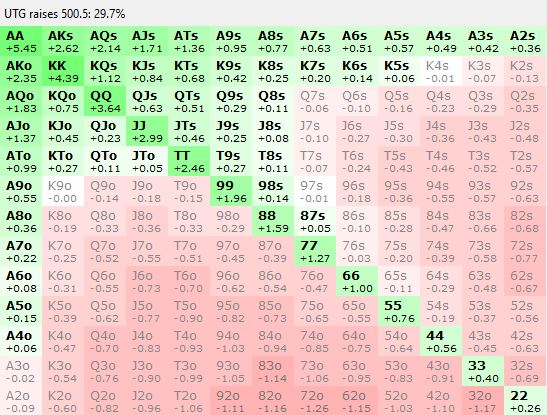 UTG raises 500.5: 29.7%
AA AKs AQs AJs ATs A9s A8s A7s A6s A5s A4s A3s A2s
+5.45 +2.62 +2.14 +1.71 +1.36 +0.95 +0.77 +0.63 +0.51 +0.57 +0.49 +0.42 +0.36
AKo KK KQs KJs KTs K9s K8s K7s K6s K5s K4s K3s K2s
+2.35 +4.39 +1.12 +0.84 +0.68 +0.42 +0.25 +0.20 +0.14 +0.06 -0.01 -0.07 -0.13
AQo KQo QQ QJs QTs Q9s Q8s Q7s Q6s Q5s Q4s Q3s Q2s
+1.83 +0.75 +3.64 +0.63 +0.51 +0.29 +0.11 -0.06 -0.10 -0.16 -0.23 -0.29 -0.35
AJo KJo QJo JJ JTs J9s J8s J7s J6s J5s J4s J3s J2s
+1.37 +0.45 +0.23 +2.99 +0.46 +0.25 +0.08 -0.10 -0.27 -0.30 -0.36 -0.43 -0.48
ATo KTo QTo JTo TT T9s T8s T7s T6s T5s T4s T3s T2s
+0.99 +0.27 +0.11 +0.05 +2.46 +0.27 +0.11 -0.07 -0.24 -0.43 -0.46 -0.52 -0.57
A9o K9o Q9o J9o T9o 99 98s 97s 96s 95s 94s 93s 92s
+0.51 -0.00 -0.14 -0.18 -0.15 +1.96 +0.14 -0.01 -0.18 -0.36 -0.55 -0.57 -0.63
A8o K8o Q8o J8o T8o 98o 88 87s 86s 85s 84s 83s 82s
+0.36 -0.19 -0.33 -0.36 -0.33 -0.29 +1.59 +0.05 -0.10 -0.28 -0.47 -0.66 -0.68
A7o K7o Q7o J7o T7o 97o 87o 77 76s 75s 74s 73s 72s
+0.22 -0.25 -0.52 -0.55 -0.51 -0.45 -0.39 +1.27 -0.03 -0.20 -0.39 -0.58 -0.77
A6o K6o Q6o J6o T6o 96o 86o 76o 66 65s 64s 63s 62s
+0.08 -0.31 -0.55 -0.73 -0.70 -0.62 -0.54 -0.47 +1.00 -0.11 -0.29 -0.48 -0.67
A5o K5o Q5o J5o T5o 95o 85o 75o 65o 55 54s 53s 52s
+0.15 -0.39 -0.62 -0.77 -0.90 -0.82 -0.73 -0.65 -0.55 +0.76 -0.19 -0.37 -0.56
A4o K4o Q4o J4o T4o 94o 84o 74o 64o 54o 44 43s 42s
+0.06 -0.47 -0.70 -0.83 -0.93 -1.03 -0.94 -0.85 -0.75 -0.64 +0.56 -0.45 -0.63
A3o K3o Q3o J3o T3o 93o 83o 73o 63o 53o 43o 33 32s
-0.02 -0.54 -0.76 -0.90 -0.99 -1.05 -1.14 -1.06 -0.95 -0.83 -0.91 +0.40 -0.69
A2o K2o Q2o J2o T2o 92o 82o 72o 62o 52o 42o 32o 22
-0.09 -0.60 -0.82 -0.96 -1.06 -1.11 -1.16 -1.26 -1.15 -1.03 -1.10 -1.17 +0.26